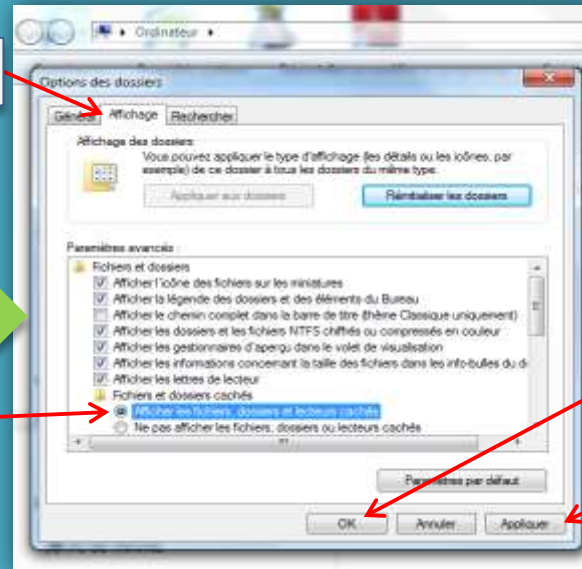 Ordinateur
Options des dossiers
Général Affichage Rechercher
Affichage des dossiers
Vous pouvez appliquer le type d'affichage (les détails ou les icônes, par
exemple) de ce dossier à tous les dossiers du même type.
Appliquer aux dossiers Réinitialiser les dossiers
Paramètres avancés :
Fichiers et dossiers
Afficher l'icône des fichiers sur les miniatures
Afficher la légende des dossiers et des éléments du Bureau
Afficher le chemin complet dans la barre de titre (thème Classique uniquement)
Afficher les dossiers et les fichiers NTFS chiffrés ou compressés en couleur
Afficher les gestionnaires d'aperçu dans le volet de visualisation
Afficher les informations concernant la taille des fichiers dans les info-bulles du d
Afficher les lettres de lecteur
Fichiers et dossiers cachés
Afficher les fichiers, dossiers et lecteurs cachés
Ne pas afficher les fichiers, dossiers ou lecteurs cachés
Paramètres par défaut
OK Annuler Appliquer